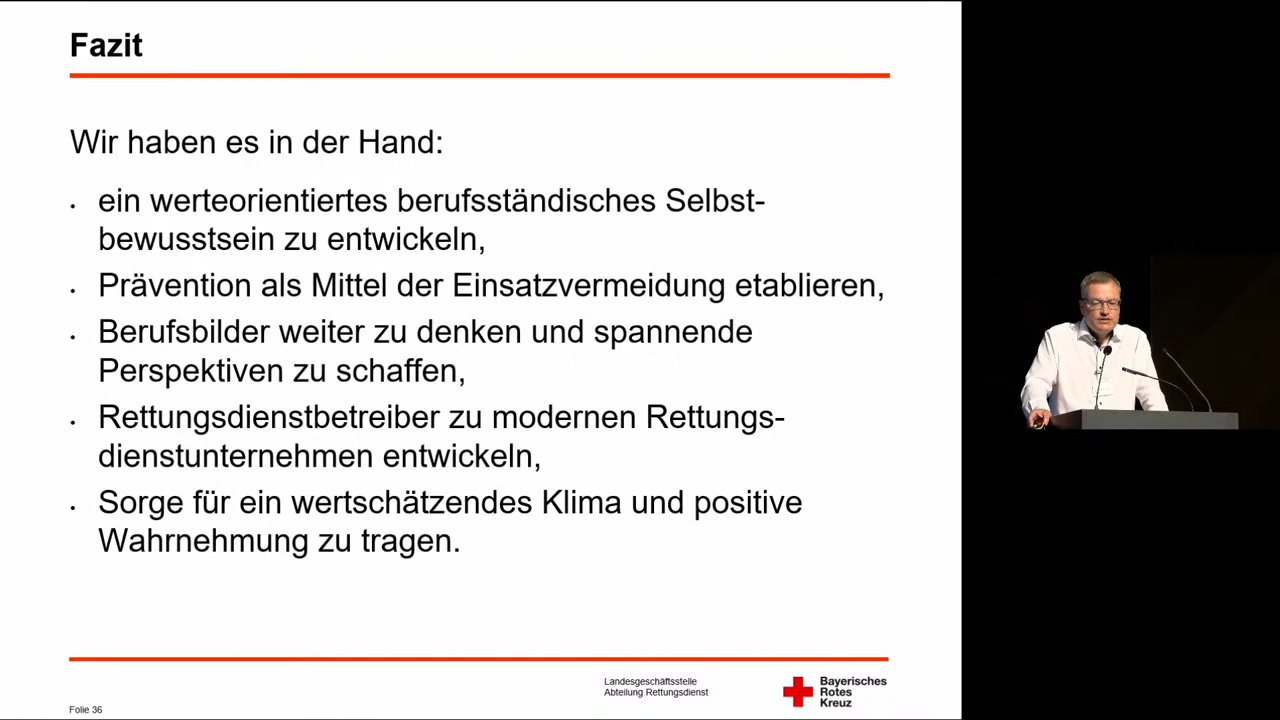 Fazit
Wir haben es in der Hand:
• ein werteorientiertes berufsständisches Selbst-
bewusstsein zu entwickeln,
• Prävention als Mittel der Einsatzvermeidung etablieren,
• Berufsbilder weiter zu denken und spannende
Perspektiven zu schaffen,
• Rettungsdienstbetreiber zu modernen Rettungs-
dienstunternehmen entwickeln,
• Sorge für ein wertschätzendes Klima und positive
Wahrnehmung zu tragen.
Landesgeschäftsstelle
Abteilung Rettungsdienst
Bayerisches
Rotes
Kreuz
Folie 36